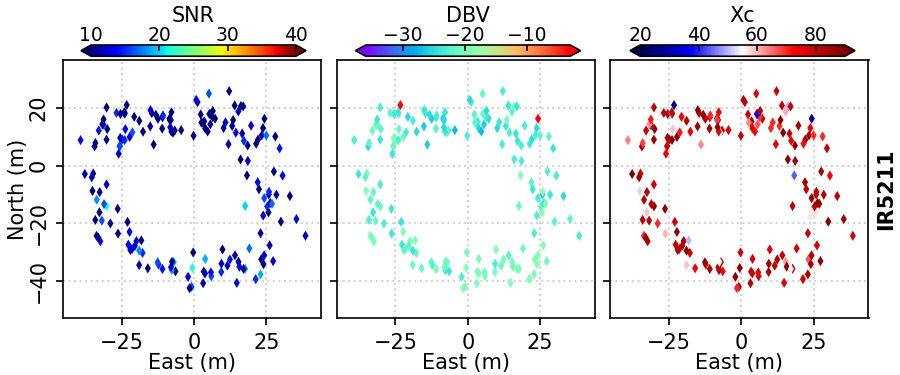 SNR DBV Xc
10 20 30 40 −30 −20 −10 20 40 60 80
20
0
−20
−40
North (m)
IR5211
−25 0 25 −25 0 25 −25 0 25
East (m) East (m) East (m)